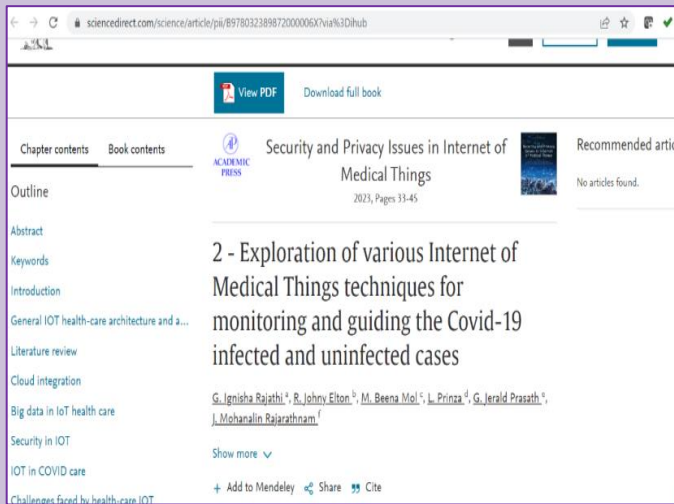 sciencedirect.com/science/article/pii/B978032389872000006X?via%3Dihub
View PDF
Download full book
Chapter contents
Book contents
Outline
Abstract
Keywords
Introduction
General IOT health-care architecture and a...
Literature review
Cloud integration
Big data in IoT health care
Security in IOT
IOT in COVID care
Challenges faced by health-care IOT
ACADEMIC
PRESS
Security and Privacy Issues in Internet of
Medical Things
2023, Pages 33-45
2 - Exploration of various Internet of
Medical Things techniques for
monitoring and guiding the Covid-19
infected and uninfected cases
G. Ignisha Rajathi a, R. Johny Elton b, M. Beena Mol c, L. Prinza d, G. Jerald Prasath e,
J. Mohanalin Rajarathnam f
Show more
Add to Mendeley
Share
Cite
Recommended artic
No articles found.